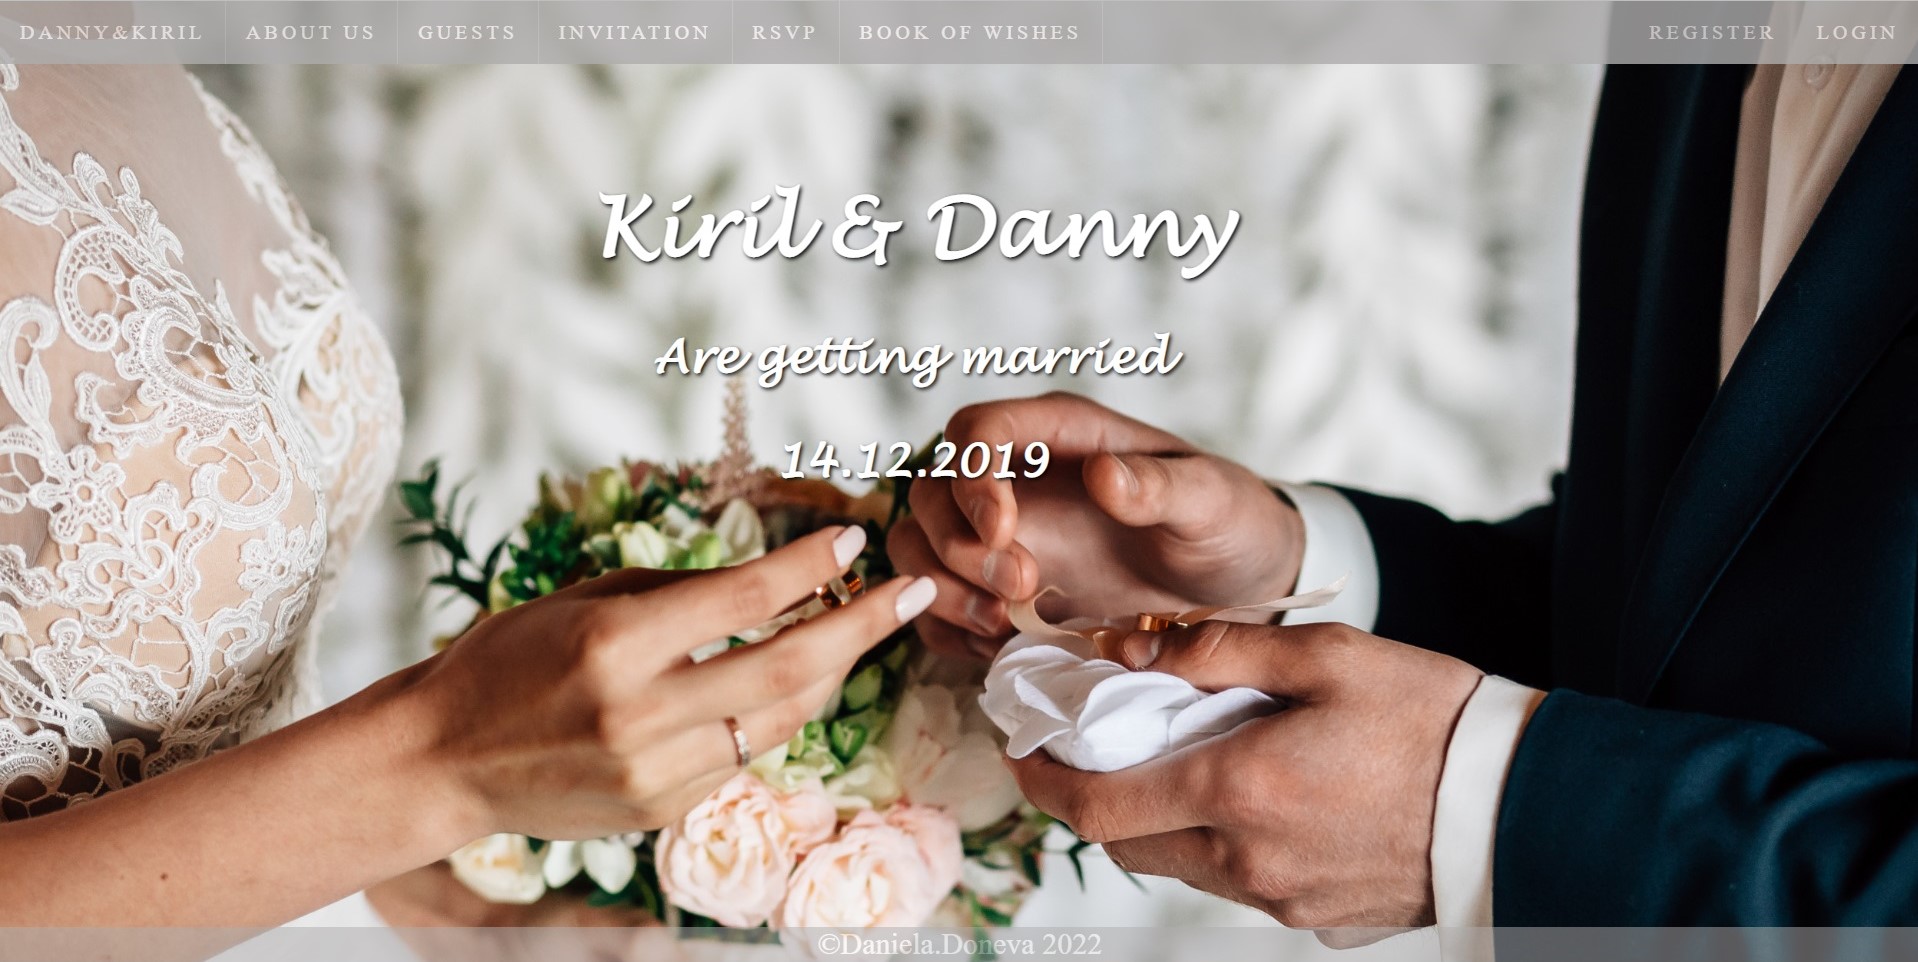 DANNY&KIRIL ABOUT US GUESTS INVITATION RSVP BOOK OF WISHES REGISTER LOGIN
Kiril & Danny
Are getting married
14.12.2019
©Daniela.Doneva 2022